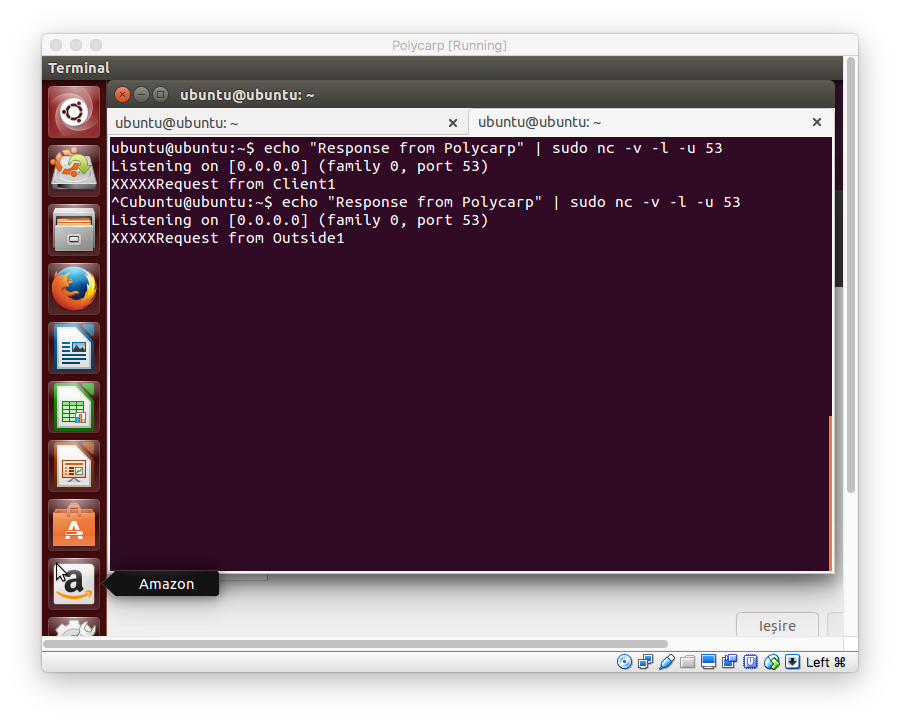 Polycarp [Running]
Terminal
ubuntu@ubuntu: ~
ubuntu@ubuntu: ~
ubuntu@ubuntu: ~
ubuntu@ubuntu:~$ echo "Response from Polycarp" | sudo nc -v -l -u 53
Listening on [0.0.0.0] (family 0, port 53)
XXXXXRequest from Client1
^Cubuntu@ubuntu:~$ echo "Response from Polycarp" | sudo nc -v -l -u 53
Listening on [0.0.0.0] (family 0, port 53)
XXXXXRequest from Outside1
Amazon
Ieșire
Left ⌘